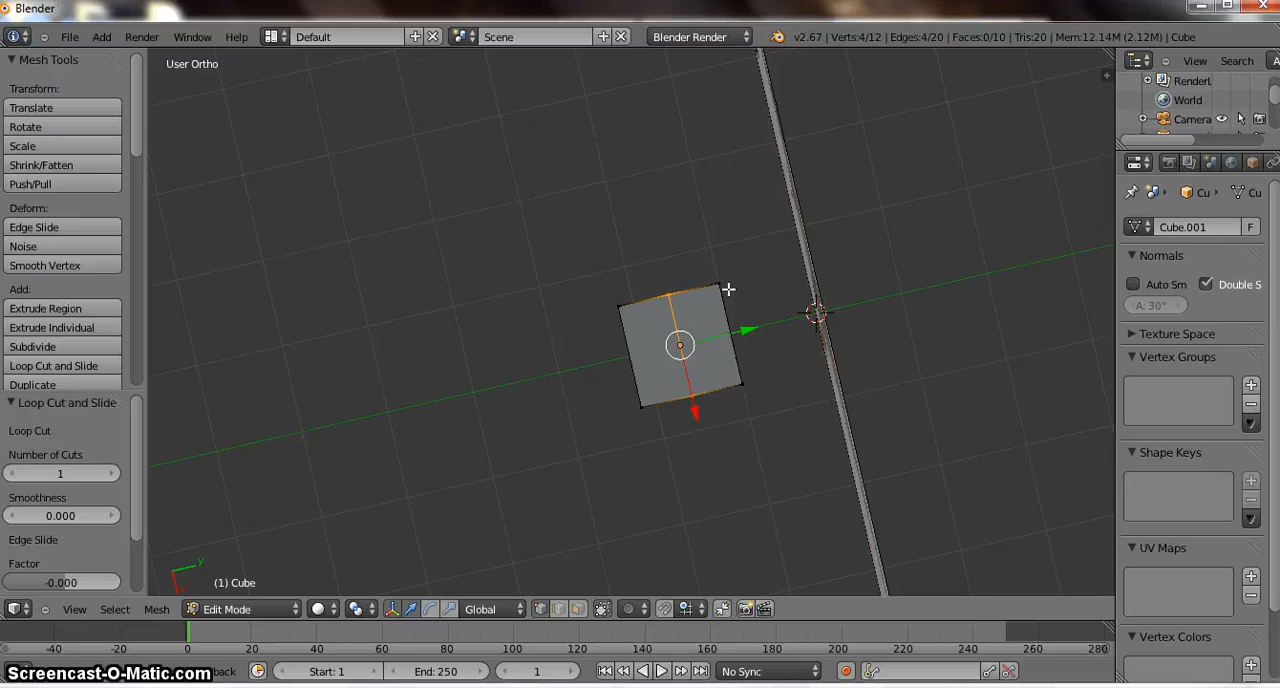 Blender
File Add Render Window Help Default Scene Blender Render v2.67 | Verts:4/12 | Edges:4/20 | Faces:0/10 | Tris:20 | Mem:12.14M (2.12M) | Cube
Mesh Tools
Transform:
Translate
Rotate
Scale
Shrink/Fatten
Push/Pull
Deform:
Edge Slide
Noise
Smooth Vertex
Add:
Extrude Region
Extrude Individual
Subdivide
Loop Cut and Slide
Duplicate
Loop Cut and Slide
Loop Cut
Number of Cuts
1
Smoothness
0.000
Edge Slide
Factor
-0.000
User Ortho
y
(1) Cube
View Search A
RenderL
World
Camera
Cu Cu
Cube.001 F
Normals
Auto Sm Double S
A: 30°
Texture Space
Vertex Groups
Shape Keys
UV Maps
Vertex Colors
View Select Mesh Edit Mode Global
-40 -20 0 20 40 60 80 100 120 140 160 180 200 220 240 260 280
back Start: 1 End: 250 1 No Sync
Screencast-O-Matic.com